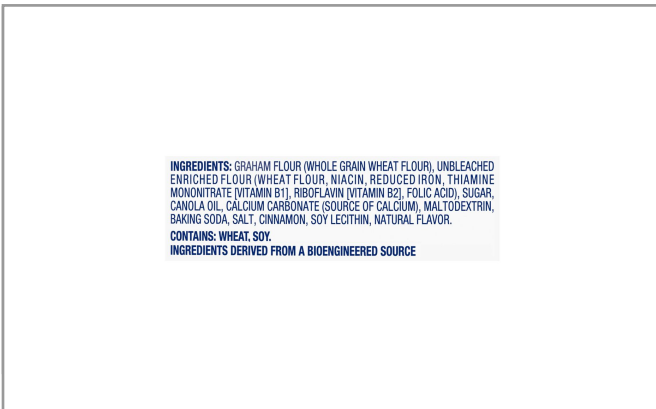 INGREDIENTS: GRAHAM FLOUR (WHOLE GRAIN WHEAT FLOUR), UNBLEACHED
ENRICHED FLOUR (WHEAT FLOUR, NIACIN, REDUCED IRON, THIAMINE
MONONITRATE [VITAMIN B1], RIBOFLAVIN [VITAMIN B2], FOLIC ACID), SUGAR,
CANOLA OIL, CALCIUM CARBONATE (SOURCE OF CALCIUM), MALTODEXTRIN,
BAKING SODA, SALT, CINNAMON, SOY LECITHIN, NATURAL FLAVOR.
CONTAINS: WHEAT, SOY.
INGREDIENTS DERIVED FROM A BIOENGINEERED SOURCE